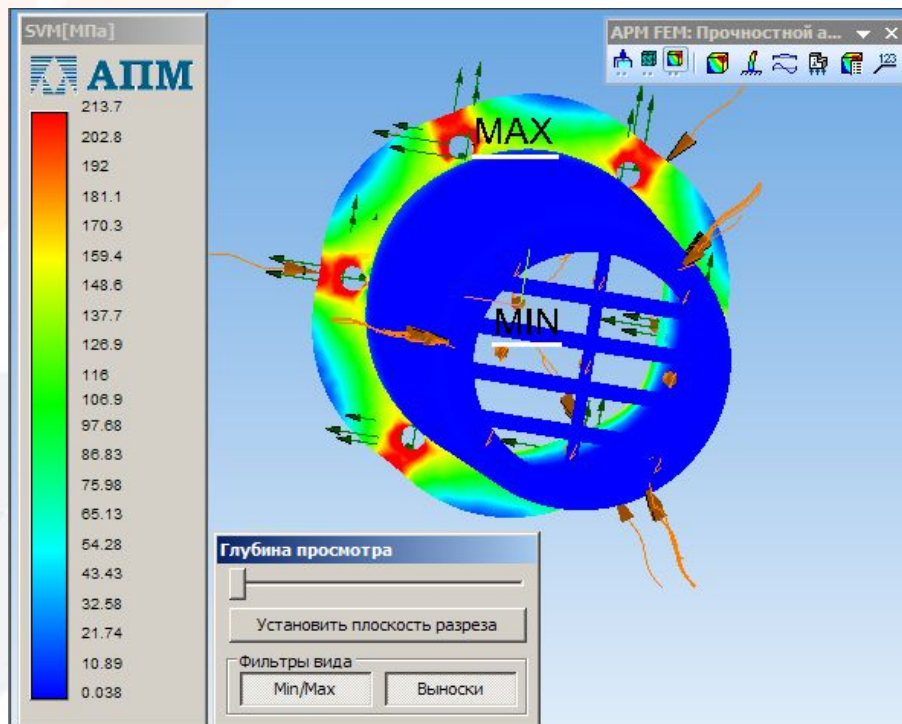 SVM[МПа]
АПМ
213.7
202.8
192
181.1
170.3
159.4
148.6
137.7
126.9
116
106.9
97.68
86.83
75.98
65.13
54.28
43.43
32.58
21.74
10.89
0.038
APM FEM: Прочностной а...
123
MAX
MIN
Глубина просмотра
Установить плоскость разреза
Фильтры вида
Min/Max
Выноски